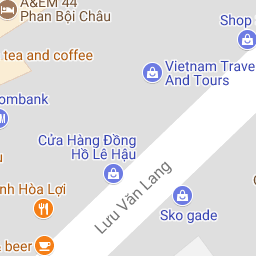 A&EM 44
Phan Bội Châu
Shop
tea and coffee
Vietnam Trave
And Tours
ombank
Cửa Hàng Đồng
Hồ Lê Hậu
Lưu Văn Lang
nh Hòa Lợi
Sko gade
& beer